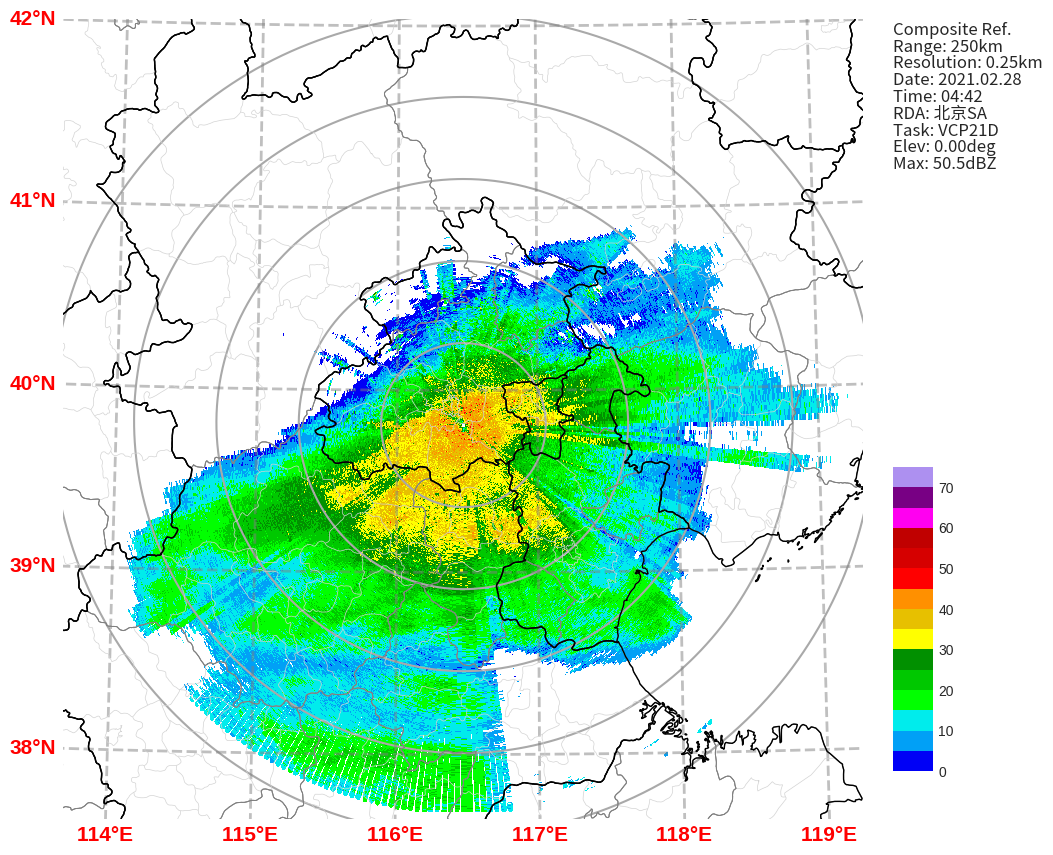 42°N
41°N
40°N
39°N
38°N
114°E
115°E
116°E
117°E
118°E
119°E
Composite Ref.
Range: 250km
Resolution: 0.25km
Date: 2021.02.28
Time: 04:42
RDA: 北京SA
Task: VCP21D
Elev: 0.00deg
Max: 50.5dBZ
70
60
50
40
30
20
10
0